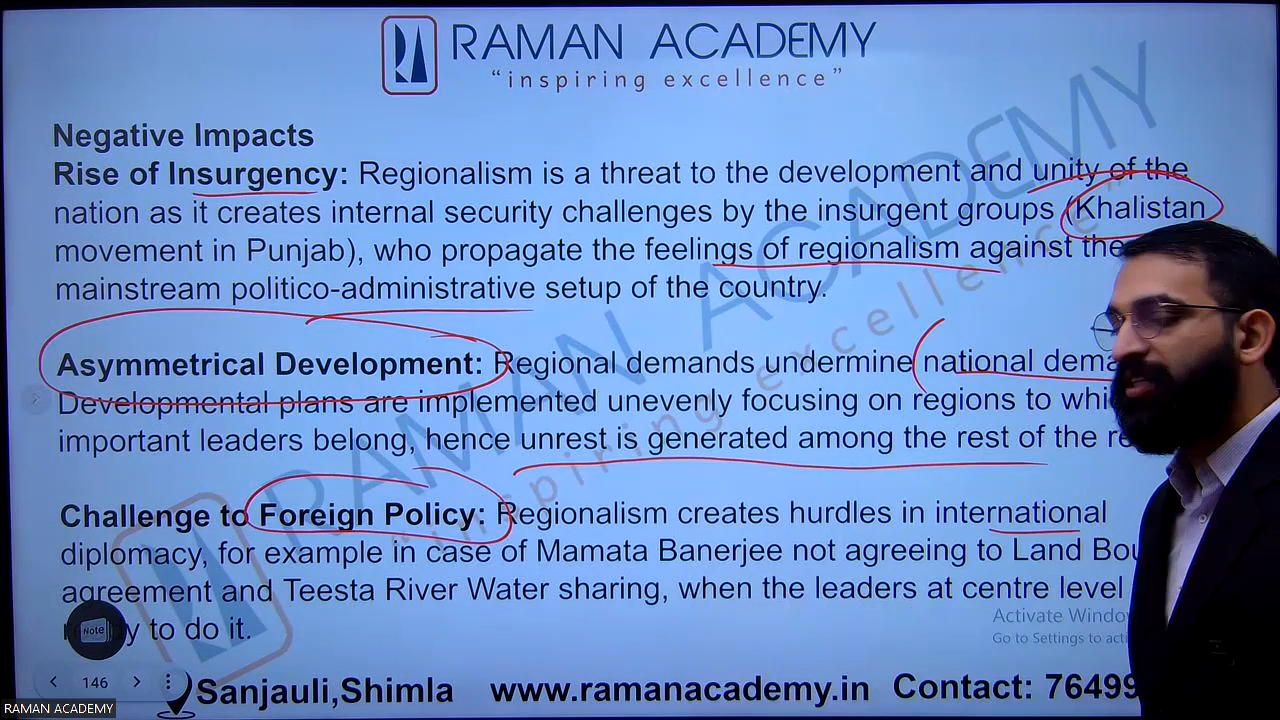 RAMAN ACADEMY
“inspiring excellence”
Negative Impacts
Rise of Insurgency: Regionalism is a threat to the development and unity of the
nation as it creates internal security challenges by the insurgent groups (Khalistan
movement in Punjab), who propagate the feelings of regionalism against the
mainstream politico-administrative setup of the country.
Asymmetrical Development: Regional demands undermine national
Developmental plans are implemented unevenly focusing on regions to
important leaders belong, hence unrest is generated among the rest of the
Challenge to Foreign Policy: Regionalism creates hurdles in international
diplomacy, for example in case of Mamata Banerjee not agreeing to Land
agreement and Teesta River Water sharing, when the leaders at centre level
to do it.
RAMAN ACADEMY
“inspiring excellence”
Note
Activate
Go to Settings to
146
Sanjauli,Shimla www.ramanacademy.in Contact: 76499
RAMAN ACADEMY